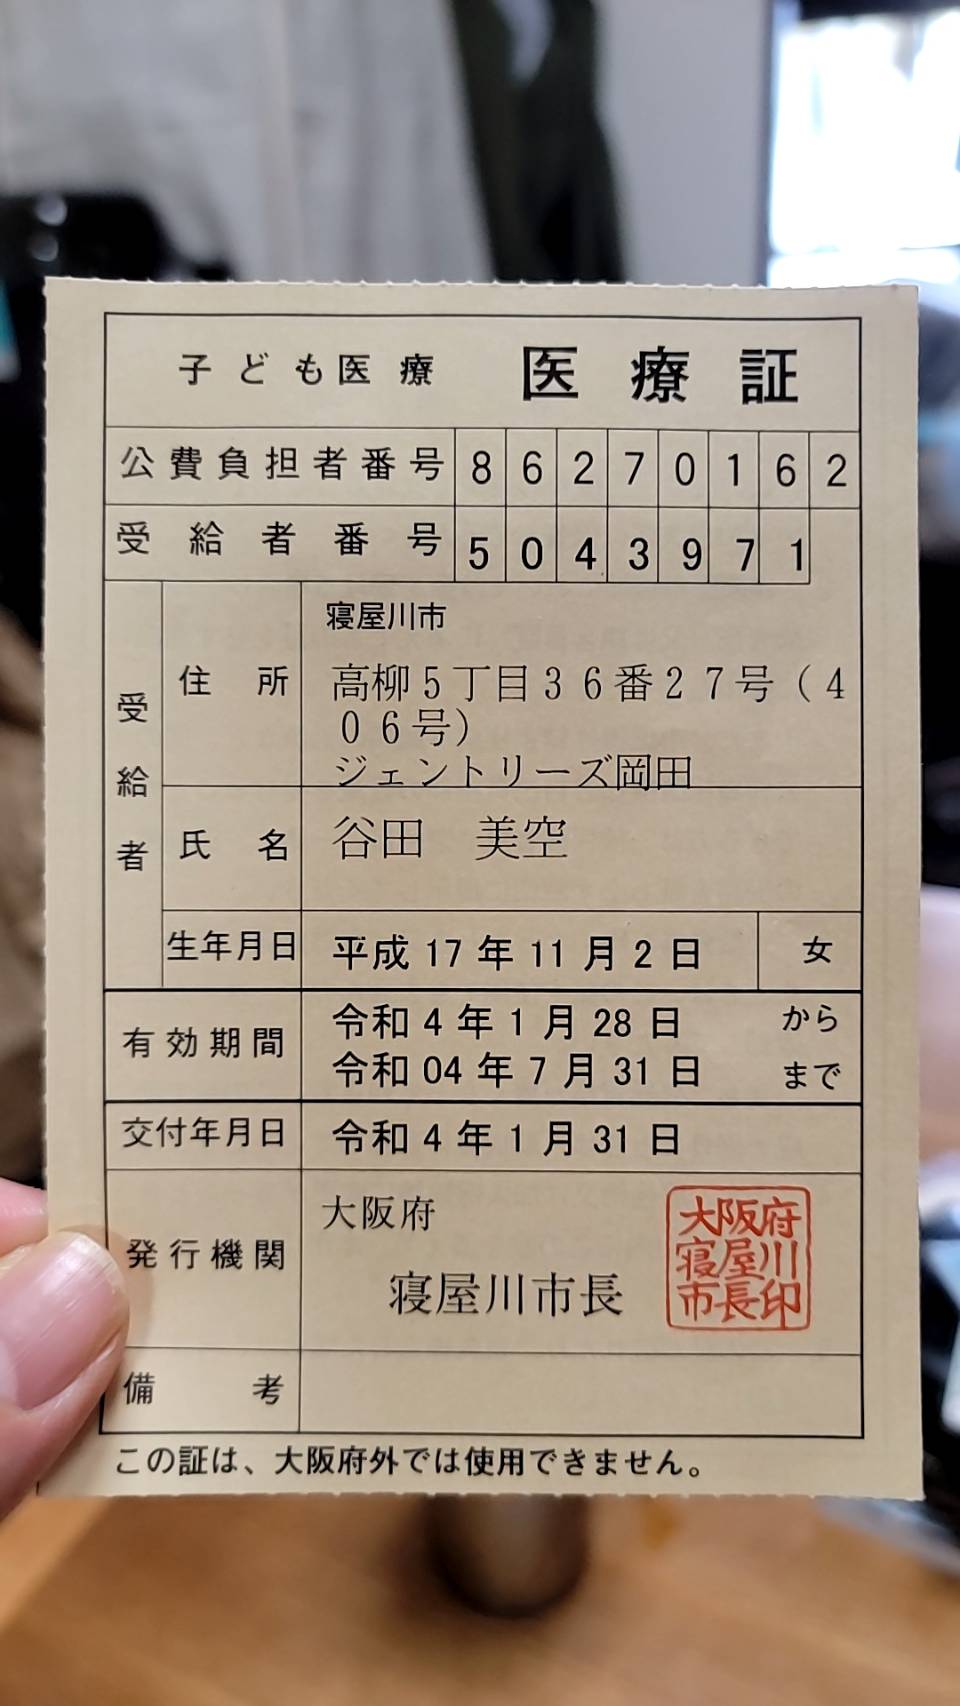 子ども医療 医療証
公費負担者番号 86270162
受給者番号 5043971
受給者
住所
寝屋川市
高柳5丁目36番27号(4
06号)
ジェントリーズ岡田
氏名 谷田 美空
生年月日 平成17年11月2日 女
有効期間
令和4年1月28日 から
令和04年7月31日 まで
交付年月日 令和4年1月31日
発行機関
大阪府
寝屋川市長
大阪府
寝屋川
市長印
備考
この証は、大阪府外では使用できません。